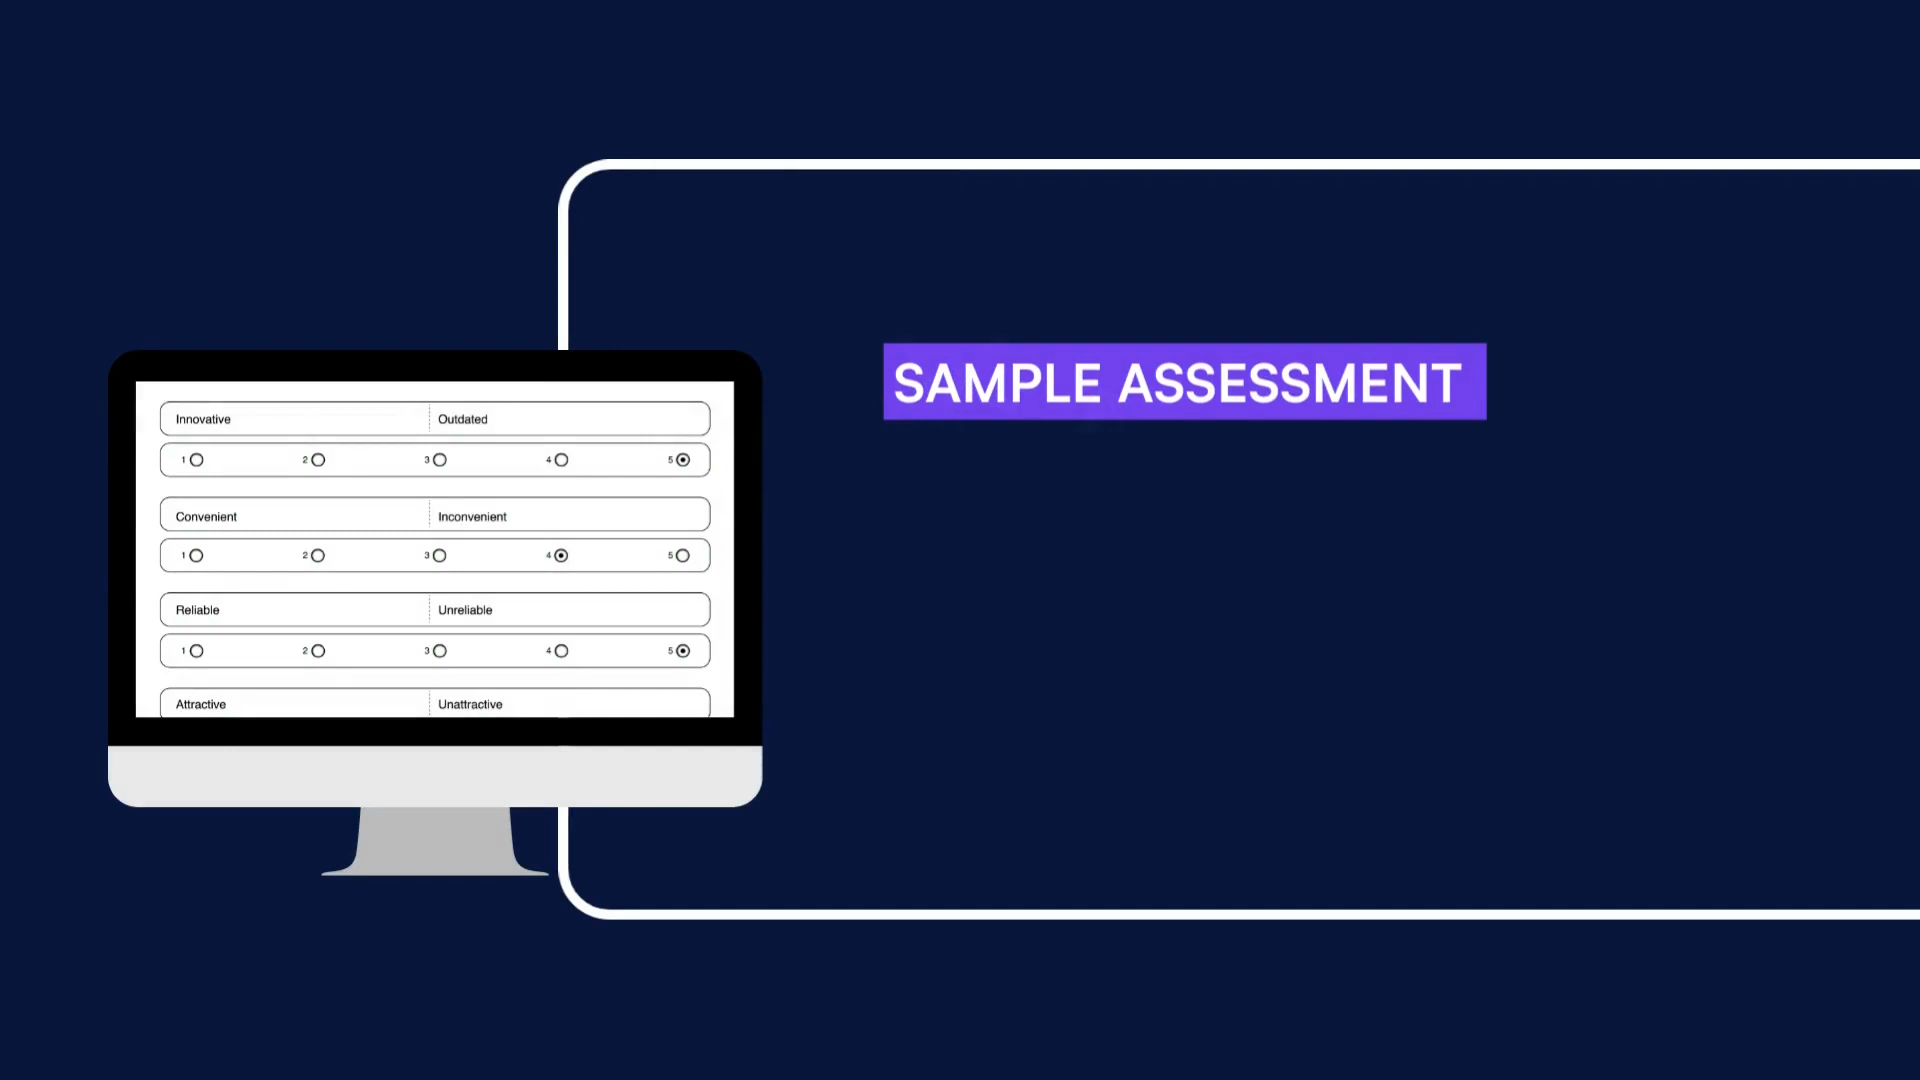 SAMPLE ASSESSMENT
Innovative Outdated
1 2 3 4 5
Convenient Inconvenient
1 2 3 4 5
Reliable Unreliable
1 2 3 4 5
Attractive Unattractive